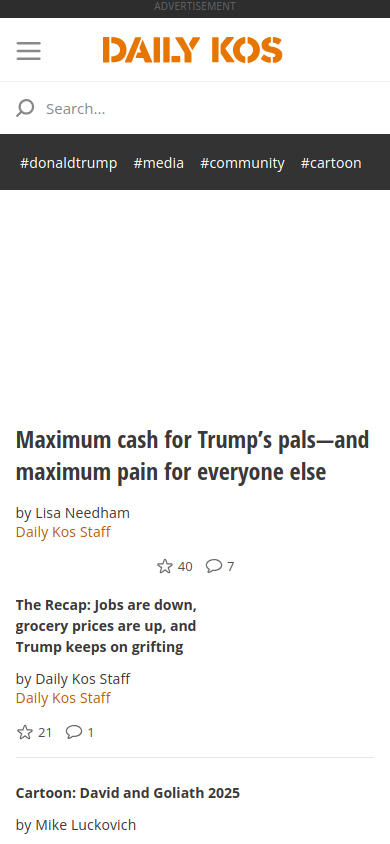 ADVERTISEMENT
DAILY KOS
Search...
#donaldtrump #media #community #cartoon
Maximum cash for Trump’s pals—and
maximum pain for everyone else
by Lisa Needham
Daily Kos Staff
40 7
The Recap: Jobs are down,
grocery prices are up, and
Trump keeps on grifting
by Daily Kos Staff
Daily Kos Staff
21 1
Cartoon: David and Goliath 2025
by Mike Luckovich